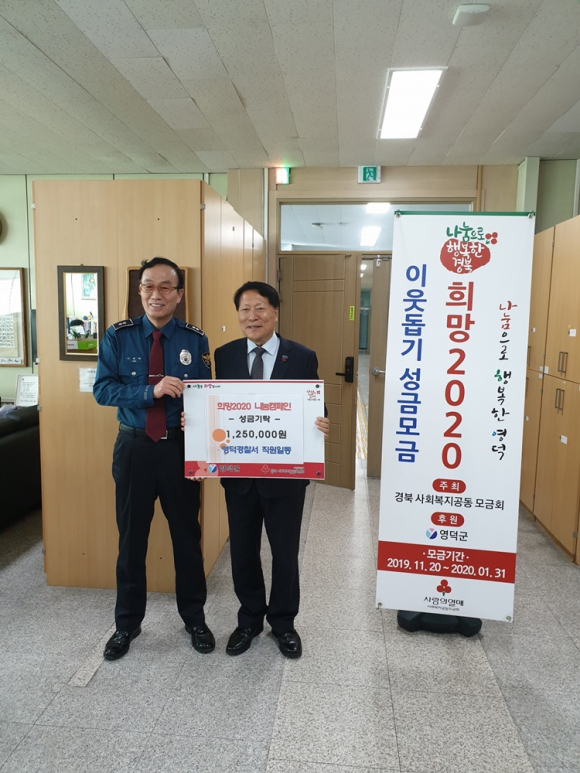 희망2020 나눔캠페인
- 성금기탁 -
1,250,000원
영덕경찰서 직원일동
나눔으로
행복한
경북
희망2020
이웃돕기 성금모금
나눔으로 행복한 영덕
주최
경북 사회복지공동모금회
후원
영덕군
- 모금기간 -
2019. 11. 20 ~ 2020. 01. 31
사랑의열매